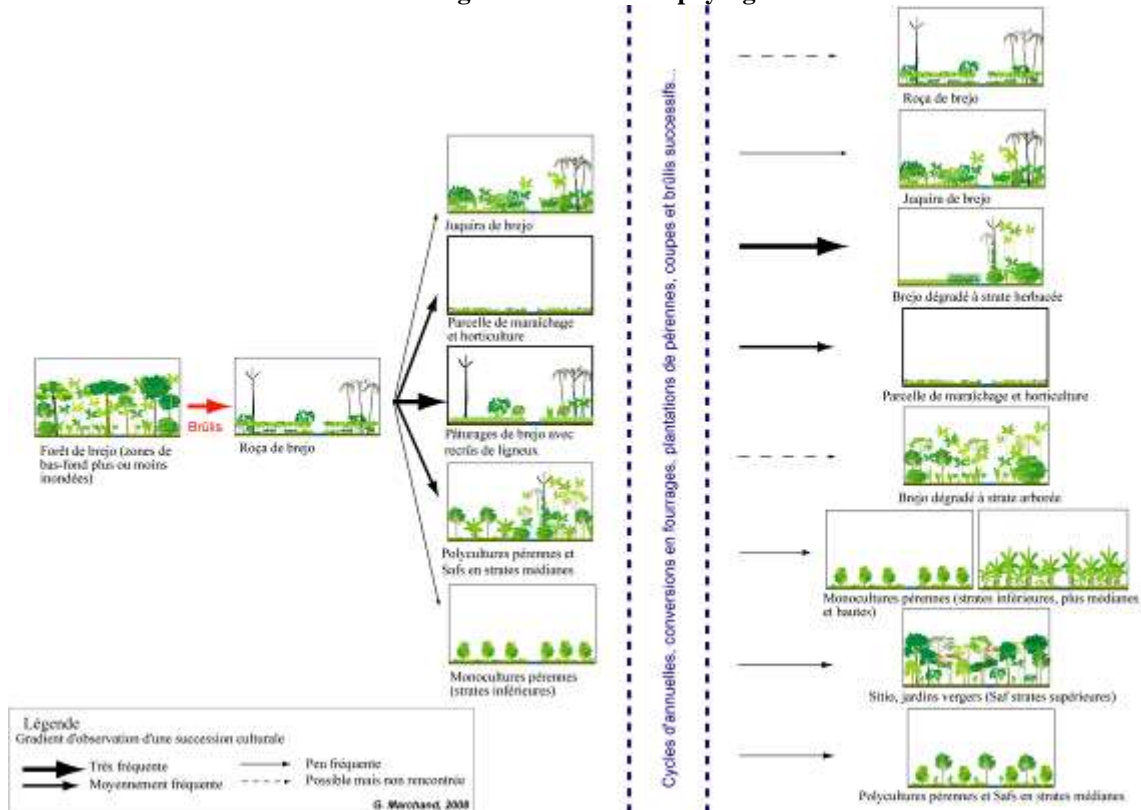 Roça de brejo
Juquira de brejo
Juquira de brejo
Brejo dégradé à strate herbacée
Parcelle de maraîchage
et horticulture
Parcelle de maraîchage et horticulture
Brûlis
Forêt de brejo (zones de
bas-fond plus ou moins
inondées)
Roça de brejo
Pâturages de brejo avec
recrûs de ligneux
Brejo dégradé à strate arborée
Polycultures pérennes et
Safs en strates médianes
Monocultures pérennes (strates inférieures, plus médianes
et hautes)
Monocultures pérennes
(strates inférieures)
Sitio, jardins vergers (Saf strates supérieures)
Polycultures pérennes et Safs en strates médianes
Cycles d'annuelles, conversions en fourrages, plantations de pérennes, coupes et brûlis successifs...
Légende
Gradient d'observation d'une succession culturale
Très fréquente
Moyennement fréquente
Peu fréquente
Possible mais non rencontrée
G. Marchand, 2008